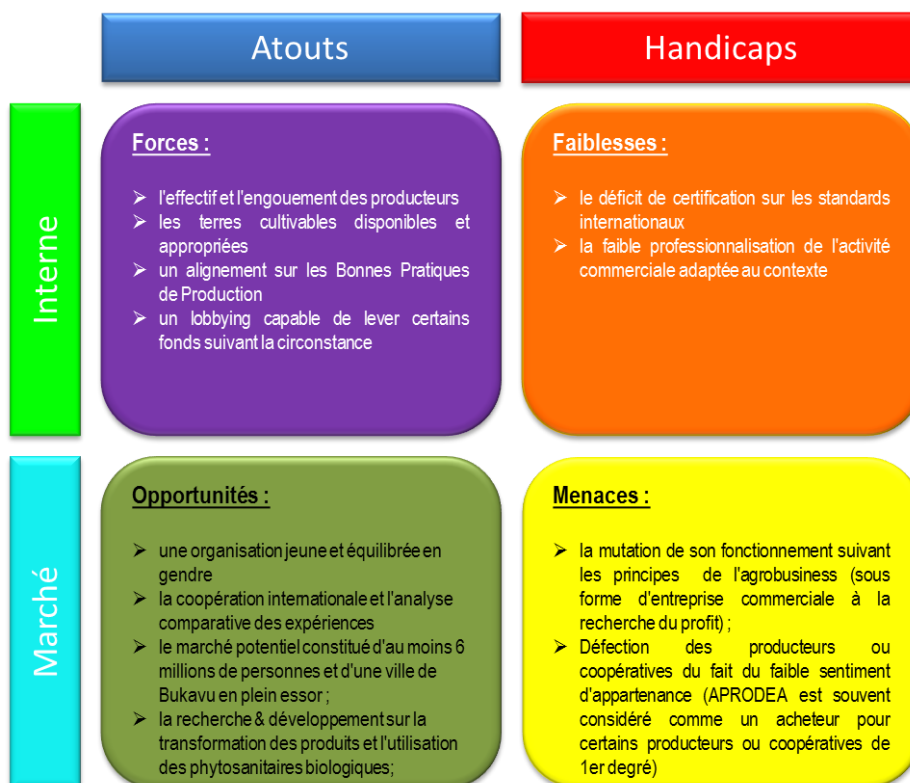 Atouts
Handicaps
Interne
Forces :
➢ l'effectif et l'engouement des producteurs
➢ les terres cultivables disponibles et
appropriées
➢ un alignement sur les Bonnes Pratiques
de Production
➢ un lobbying capable de lever certains
fonds suivant la circonstance
Faiblesses :
➢ le déficit de certification sur les standards
internationaux
➢ la faible professionnalisation de l'activité
commerciale adaptée au contexte
Marché
Opportunités :
➢ une organisation jeune et équilibrée en
gendre
➢ la coopération internationale et l'analyse
comparative des expériences
➢ le marché potentiel constitué d'au moins 6
millions de personnes et d'une ville de
Bukavu en plein essor ;
➢ la recherche & développement sur la
transformation des produits et l'utilisation
des phytosanitaires biologiques;
Menaces :
➢ la mutation de son fonctionnement suivant
les principes de l'agrobusiness (sous
forme d'entreprise commerciale à la
recherche du profit) ;
➢ Défection des producteurs ou
coopératives du fait du faible sentiment
d'appartenance (APRODEA est souvent
considéré comme un acheteur pour
certains producteurs ou coopératives de
1er degré)